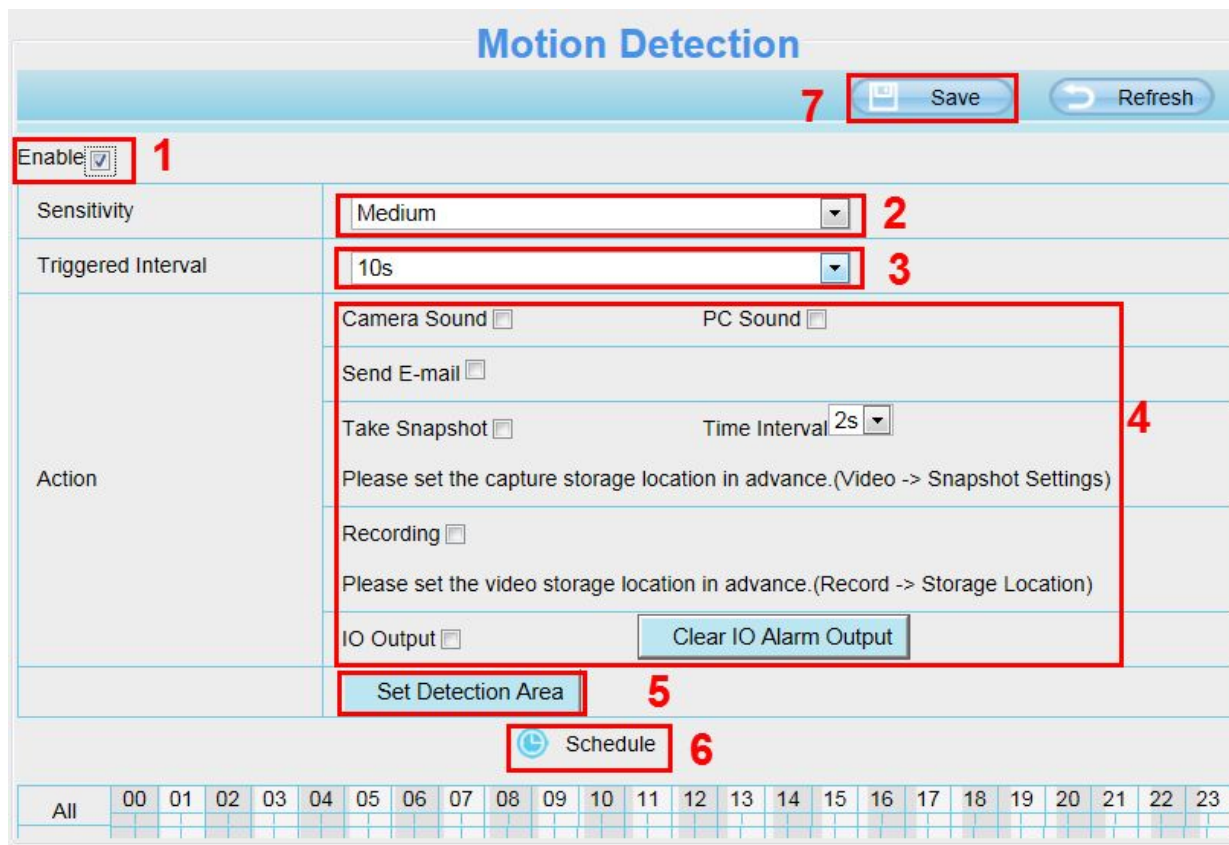 Motion Detection
7 Save Refresh
Enable 1
Sensitivity Medium 2
Triggered Interval 10s 3
Camera Sound PC Sound
Send E-mail
Take Snapshot Time Interval 2s 4
Action Please set the capture storage location in advance.(Video -> Snapshot Settings)
Recording
Please set the video storage location in advance.(Record -> Storage Location)
IO Output Clear IO Alarm Output
Set Detection Area 5
Schedule 6
All 00 01 02 03 04 05 06 07 08 09 10 11 12 13 14 15 16 17 18 19 20 21 22 23